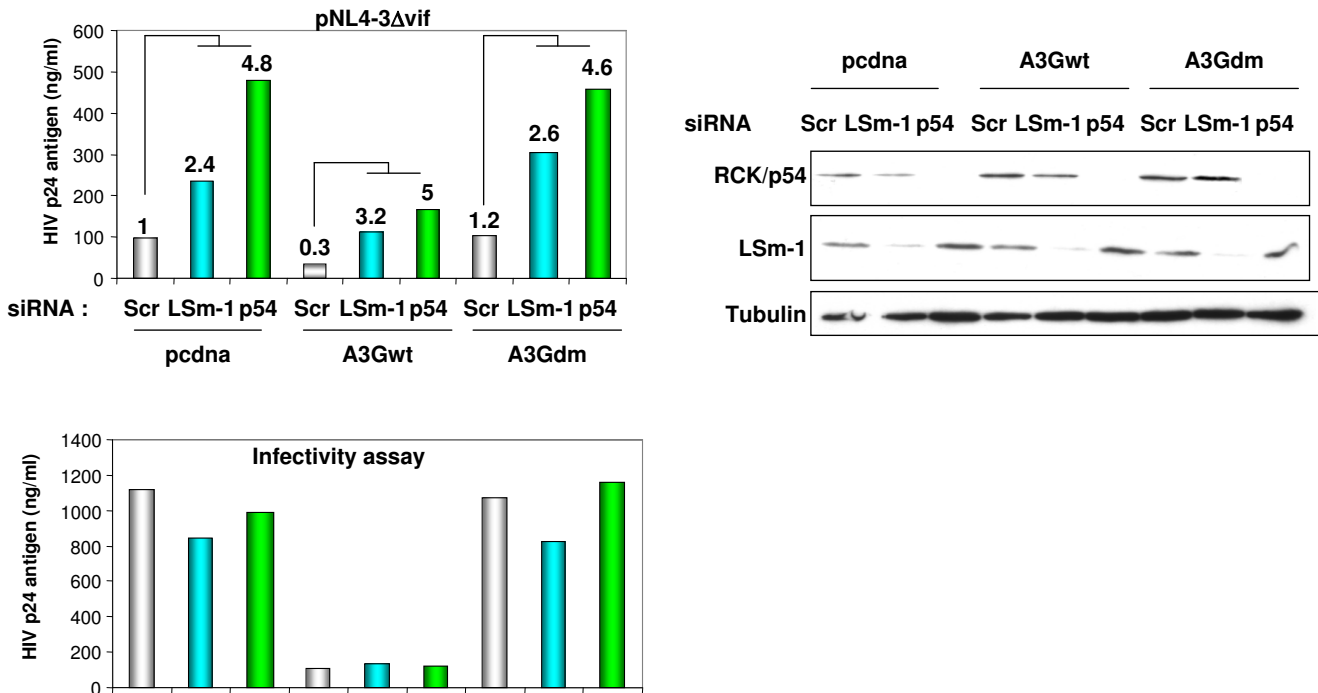 pNL4-3Δvif
HIV p24 antigen (ng/ml)
600
500
400
300
200
100
0
1
2.4
4.8
0.3
3.2
5
1.2
2.6
4.6
siRNA : Scr LSm-1 p54 Scr LSm-1 p54 Scr LSm-1 p54
pcdna A3Gwt A3Gdm
pcdna A3Gwt A3Gdm
siRNA Scr LSm-1 p54 Scr LSm-1 p54 Scr LSm-1 p54
RCK/p54
LSm-1
Tubulin
Infectivity assay
HIV p24 antigen (ng/ml)
1400
1200
1000
800
600
400
200
0